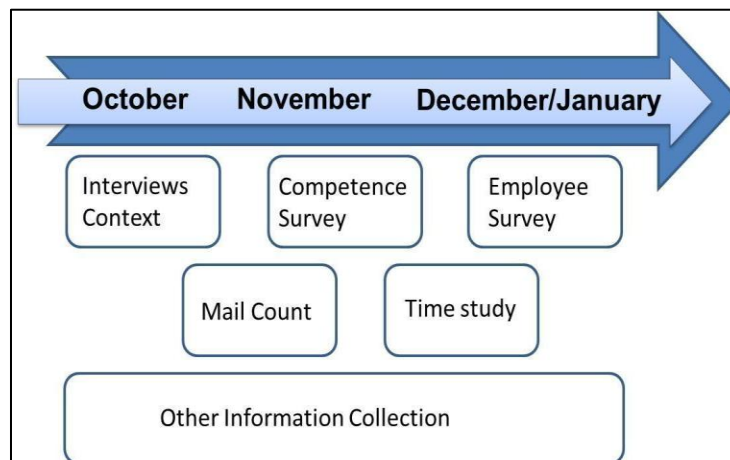 October November December/January
Interviews Competence Employee
Context Survey Survey
Mail Count Time study
Other Information Collection